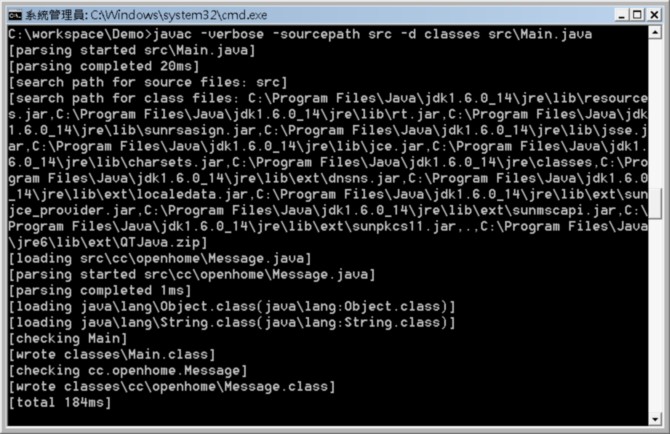 系統管理員: C:\Windows\system32\cmd.exe
C:\workspace\Demo>javac -verbose -sourcepath src -d classes src\Main.java
[parsing started src\Main.java]
[parsing completed 20ms]
[search path for source files: src]
[search path for class files: C:\Program Files\Java\jdk1.6.0_14\jre\lib\resource
s.jar,C:\Program Files\Java\jdk1.6.0_14\jre\lib\rt.jar,C:\Program Files\Java\jdk
1.6.0_14\jre\lib\sunrsasign.jar,C:\Program Files\Java\jdk1.6.0_14\jre\lib\jsse.j
ar,C:\Program Files\Java\jdk1.6.0_14\jre\lib\jce.jar,C:\Program Files\Java\jdk1.
6.0_14\jre\lib\charsets.jar,C:\Program Files\Java\jdk1.6.0_14\jre\classes,C:\Pro
gram Files\Java\jdk1.6.0_14\jre\lib\ext\dnsns.jar,C:\Program Files\Java\jdk1.6.0
_14\jre\lib\ext\localedata.jar,C:\Program Files\Java\jdk1.6.0_14\jre\lib\ext\sun
jce_provider.jar,C:\Program Files\Java\jdk1.6.0_14\jre\lib\ext\sunmscapi.jar,C:\
Program Files\Java\jdk1.6.0_14\jre\lib\ext\sunpkcs11.jar,.,C:\Program Files\Java
\jre6\lib\ext\QTJava.zip]
[loading src\cc\openhome\Message.java]
[parsing started src\cc\openhome\Message.java]
[parsing completed 1ms]
[loading java\lang\Object.class(java\lang:Object.class)]
[loading java\lang\String.class(java\lang:String.class)]
[checking Main]
[wrote classes\Main.class]
[checking cc.openhome.Message]
[wrote classes\cc\openhome\Message.class]
[total 184ms]